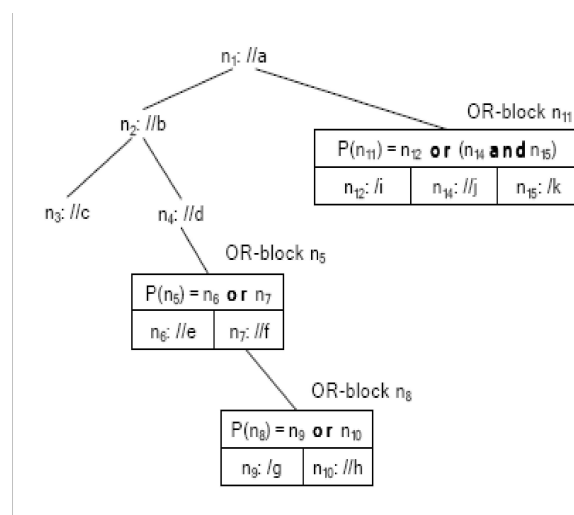 n₁: //a
OR-block n₁₁
n₂: //b
P(n₁₁) = n₁₂ or (n₁₄ and n₁₅)
n₁₂: /i n₁₄: //j n₁₅: /k
n₃: //c n₄: //d
OR-block n₅
P(n₅) = n₆ or n₇
n₆: //e n₇: //f
OR-block n₈
P(n₈) = n₉ or n₁₀
n₉: /g n₁₀: //h